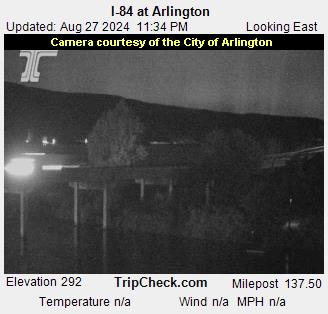 I-84 at Arlington
Updated: Aug 27 2024 11:34 PM Looking East
Camera courtesy of the City of Arlington
Elevation 292 TripCheck.com Milepost 137.50
Temperature n/a Wind n/a MPH n/a